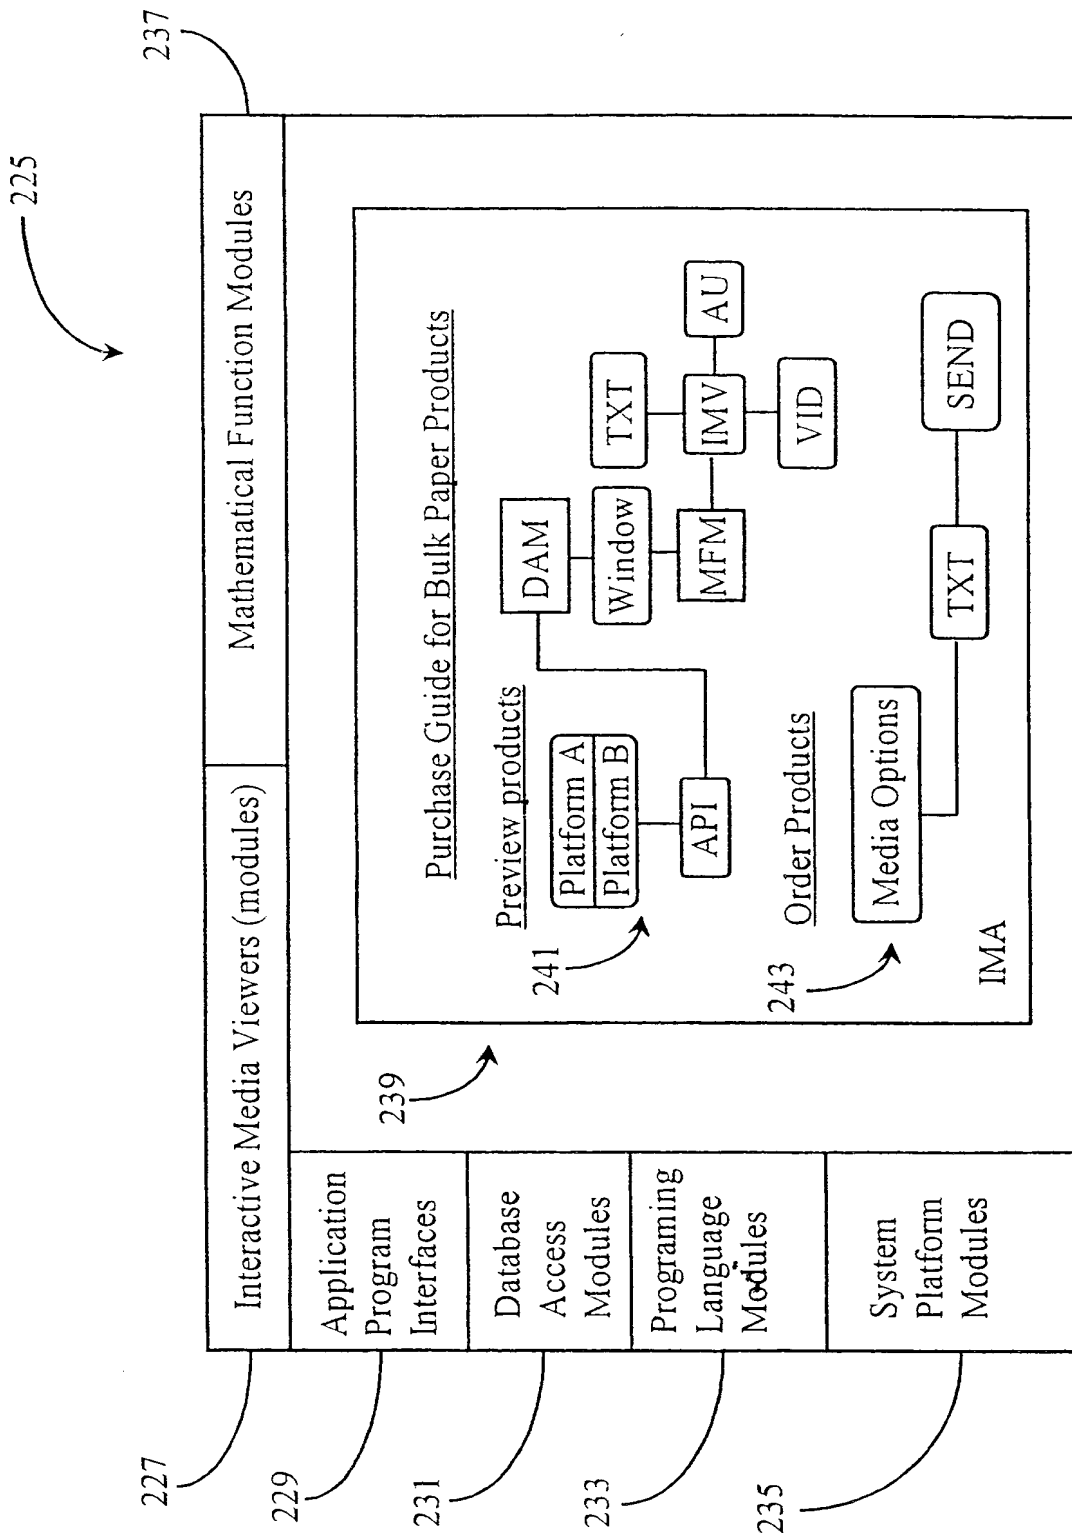 225
237
Interactive Media Viewers (modules)
Mathematical Function Modules
227
229
Application
Program
Interfaces
231
Database
Access
Modules
233
Programing
Language
Modules
235
System
Platform
Modules
239
Purchase Guide for Bulk Paper Products
Preview products
241
Platform A
Platform B
API
DAM
Window
MFM
TXT
IMV
AU
VID
Order Products
243
Media Options
TXT
SEND
IMA